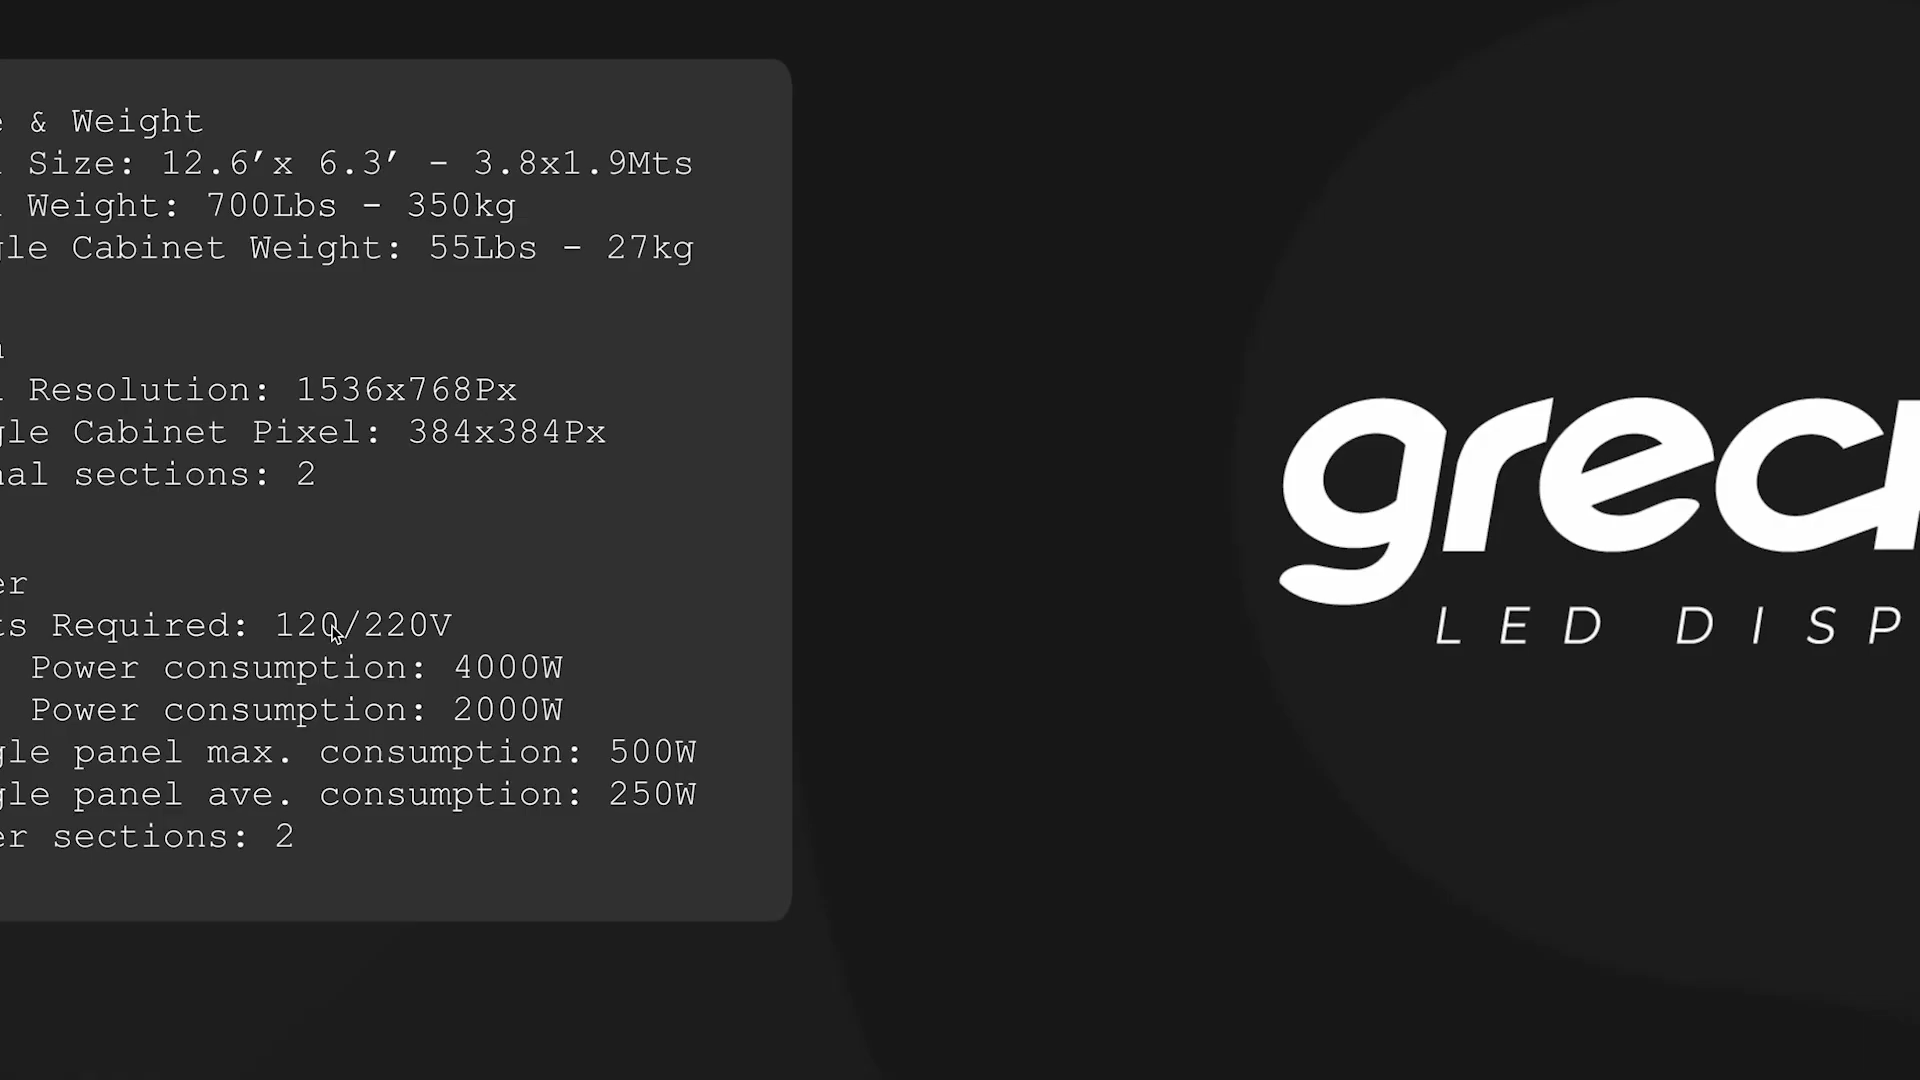 & Weight
Size: 12.6’x 6.3’ - 3.8x1.9Mts
Weight: 700Lbs - 350kg
gle Cabinet Weight: 55Lbs - 27kg
Resolution: 1536x768Px
gle Cabinet Pixel: 384x384Px
nal sections: 2
er
ts Required: 120/220V
Power consumption: 4000W
Power consumption: 2000W
gle panel max. consumption: 500W
gle panel ave. consumption: 250W
er sections: 2
grec
LED DISP